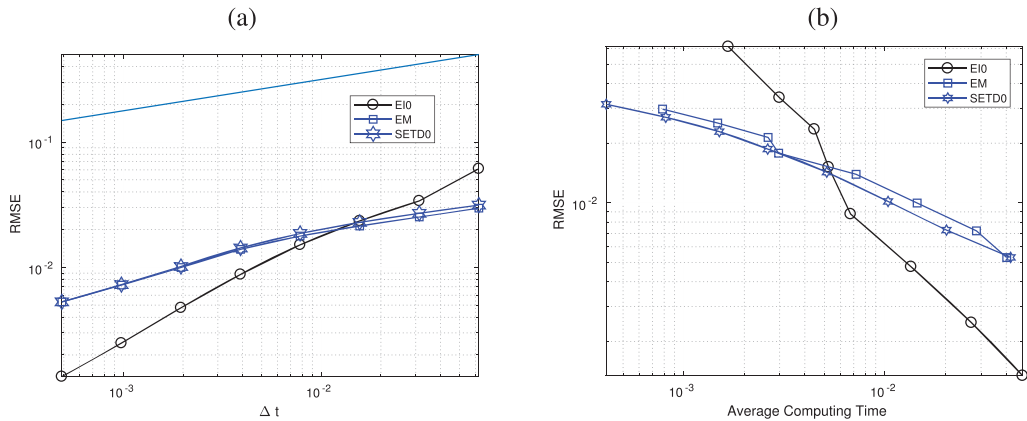 (a)
RMSE
10^-1
10^-2
10^-3
10^-2
Δ t
EI0
EM
SETD0
(b)
RMSE
10^-2
10^-3
10^-2
Average Computing Time
EI0
EM
SETD0